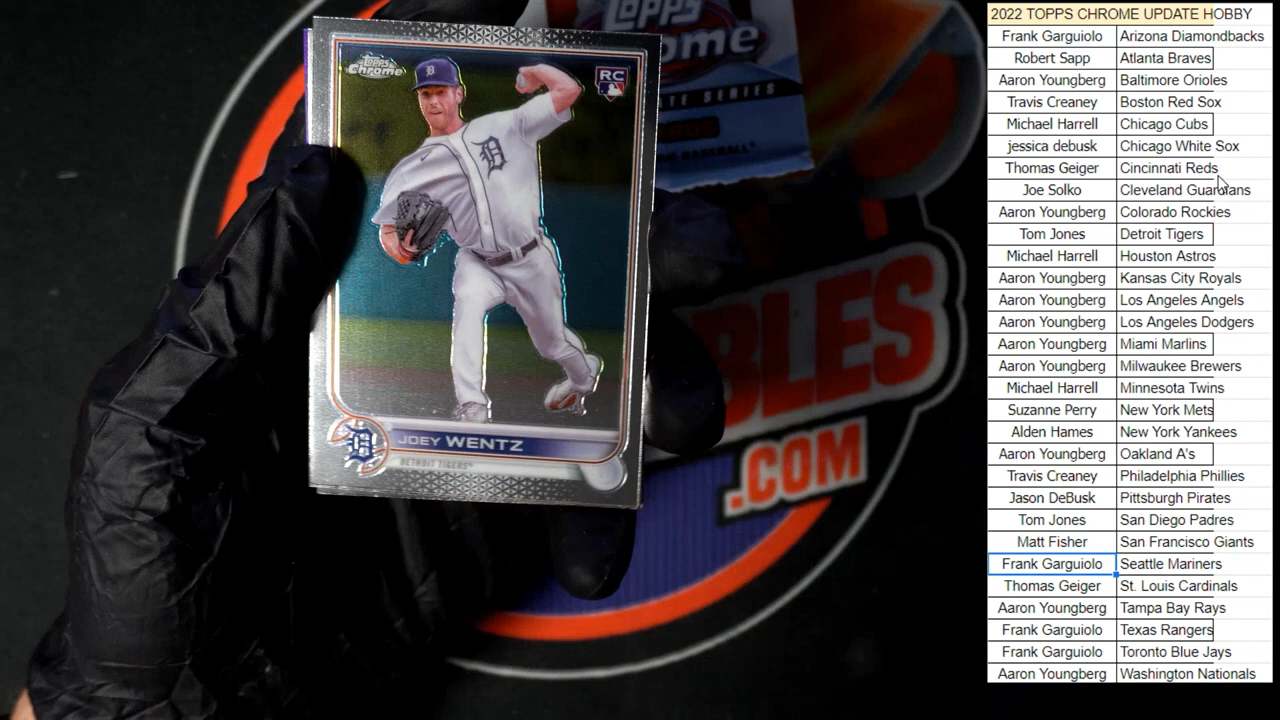 Topps
Chrome
RC
D
D
JOEY WENTZ
DETROIT TIGERS
Topps
ome
TE SERIES
BASEBALL
BLES
.COM
2022 TOPPS CHROME UPDATE HOBBY
Frank Garguiolo Arizona Diamondbacks
Robert Sapp Atlanta Braves
Aaron Youngberg Baltimore Orioles
Travis Creaney Boston Red Sox
Michael Harrell Chicago Cubs
jessica debusk Chicago White Sox
Thomas Geiger Cincinnati Reds
Joe Solko Cleveland Guardians
Aaron Youngberg Colorado Rockies
Tom Jones Detroit Tigers
Michael Harrell Houston Astros
Aaron Youngberg Kansas City Royals
Aaron Youngberg Los Angeles Angels
Aaron Youngberg Los Angeles Dodgers
Aaron Youngberg Miami Marlins
Aaron Youngberg Milwaukee Brewers
Michael Harrell Minnesota Twins
Suzanne Perry New York Mets
Alden Hames New York Yankees
Aaron Youngberg Oakland A's
Travis Creaney Philadelphia Phillies
Jason DeBusk Pittsburgh Pirates
Tom Jones San Diego Padres
Matt Fisher San Francisco Giants
Frank Garguiolo Seattle Mariners
Thomas Geiger St. Louis Cardinals
Aaron Youngberg Tampa Bay Rays
Frank Garguiolo Texas Rangers
Frank Garguiolo Toronto Blue Jays
Aaron Youngberg Washington Nationals